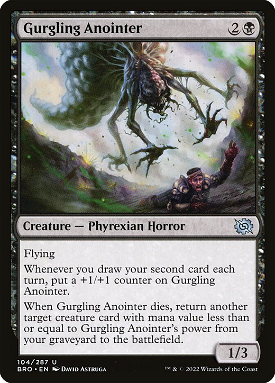 Gurgling Anointer 2
Creature — Phyrexian Horror
Flying
Whenever you draw your second card each
turn, put a +1/+1 counter on Gurgling
Anointer.
When Gurgling Anointer dies, return another
target creature card with mana value less than
or equal to Gurgling Anointer's power from
your graveyard to the battlefield.
1/3
104/287 U
BRO • EN DAVID ASTRUGA
™ & © 2022 Wizards of the Coast